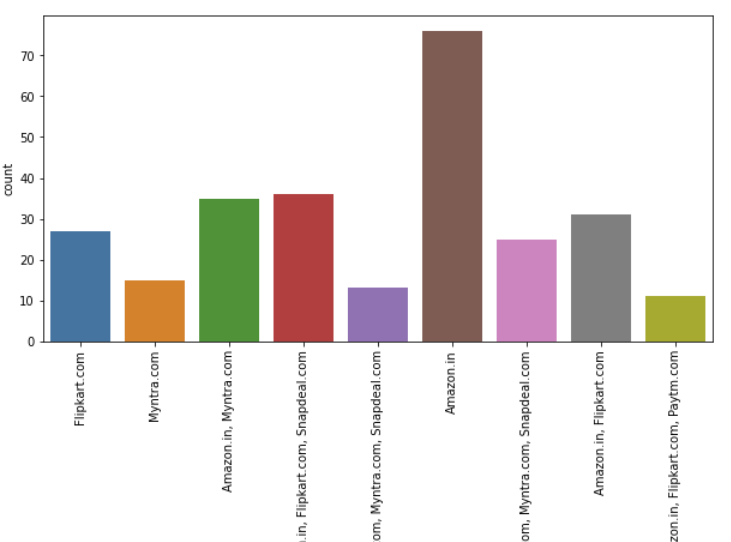 70
60
50
40
30
20
10
0
count
Flipkart.com
Myntra.com
Amazon.in, Myntra.com
.in, Flipkart.com, Snapdeal.com
om, Myntra.com, Snapdeal.com
Amazon.in
om, Myntra.com, Snapdeal.com
Amazon.in, Flipkart.com
zon.in, Flipkart.com, Paytm.com